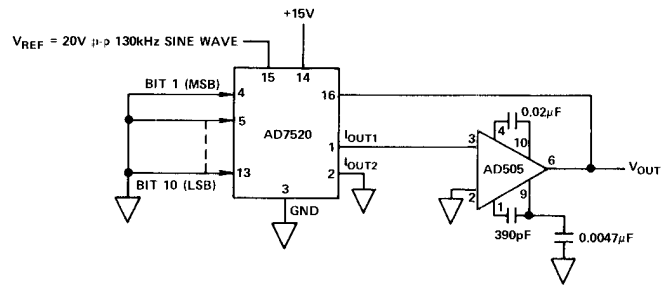 +15V
V_REF = 20V p-p 130kHz SINE WAVE
15
14
BIT 1 (MSB)
4
16
0.02μF
5
4
AD7520
I_OUT1
3
10
1
AD505
6
V_OUT
I_OUT2
2
2
9
BIT 10 (LSB)
13
1
3
GND
390pF
0.0047μF